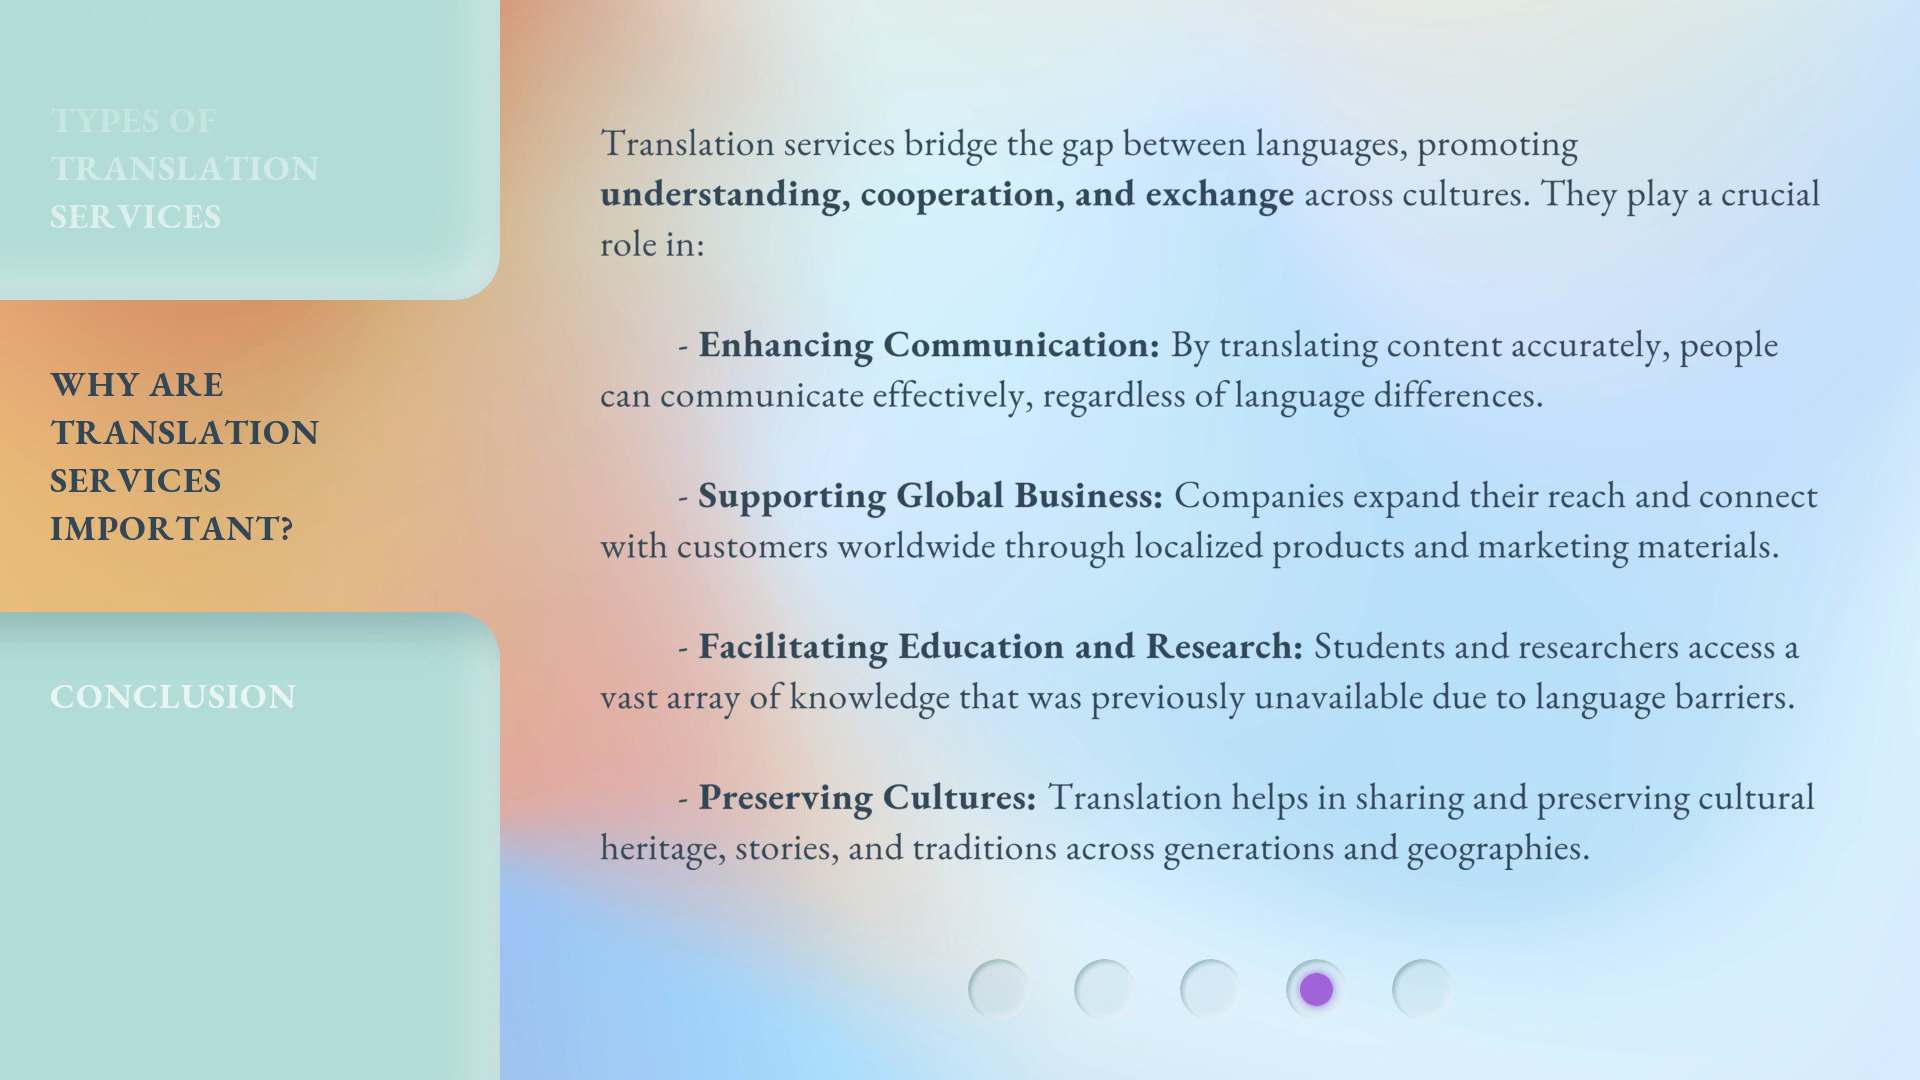 TYPES OF
TRANSLATION
SERVICES
WHY ARE
TRANSLATION
SERVICES
IMPORTANT?
CONCLUSION
Translation services bridge the gap between languages, promoting
understanding, cooperation, and exchange across cultures. They play a crucial
role in:
- Enhancing Communication: By translating content accurately, people
can communicate effectively, regardless of language differences.
- Supporting Global Business: Companies expand their reach and connect
with customers worldwide through localized products and marketing materials.
- Facilitating Education and Research: Students and researchers access a
vast array of knowledge that was previously unavailable due to language barriers.
- Preserving Cultures: Translation helps in sharing and preserving cultural
heritage, stories, and traditions across generations and geographies.